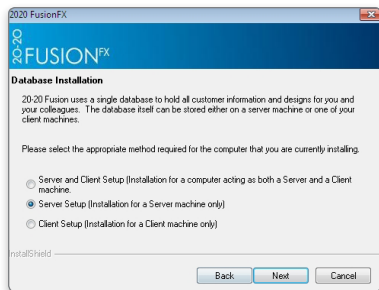 2020 FusionFX
20-20
FUSIONFX
Database Installation
20-20 Fusion uses a single database to hold all customer information and designs for you and
your colleagues. The database itself can be stored either on a server machine or one of your
client machines.
Please select the appropriate method required for the computer that you are currently installing.
Server and Client Setup (Installation for a computer acting as both a Server and a Client
machine.
Server Setup (Installation for a Server machine only)
Client Setup (Installation for a Client machine only)
InstallShield
Back Next Cancel